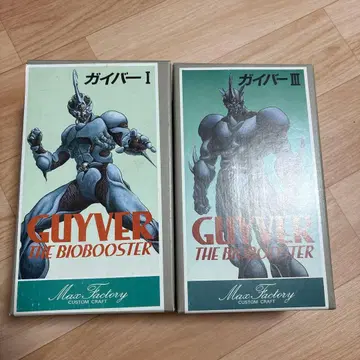 ガイバーⅠ
GUYVER
THE BIOBOOSTER
Max Factory
CUSTOM CRAFT
ガイバーⅢ
GUYVER
THE BIOBOOSTER
Max Factory
CUSTOM CRAFT